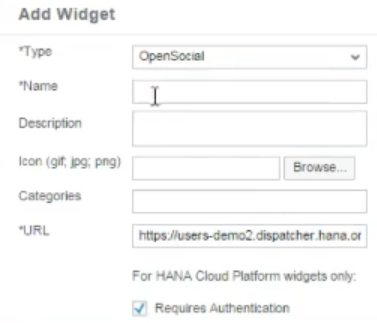 Add Widget
*Type
OpenSocial
*Name
Description
Icon (gif; jpg; png)
Browse...
Categories
*URL
https://users-demo2.dispatcher.hana.or
For HANA Cloud Platform widgets only:
Requires Authentication